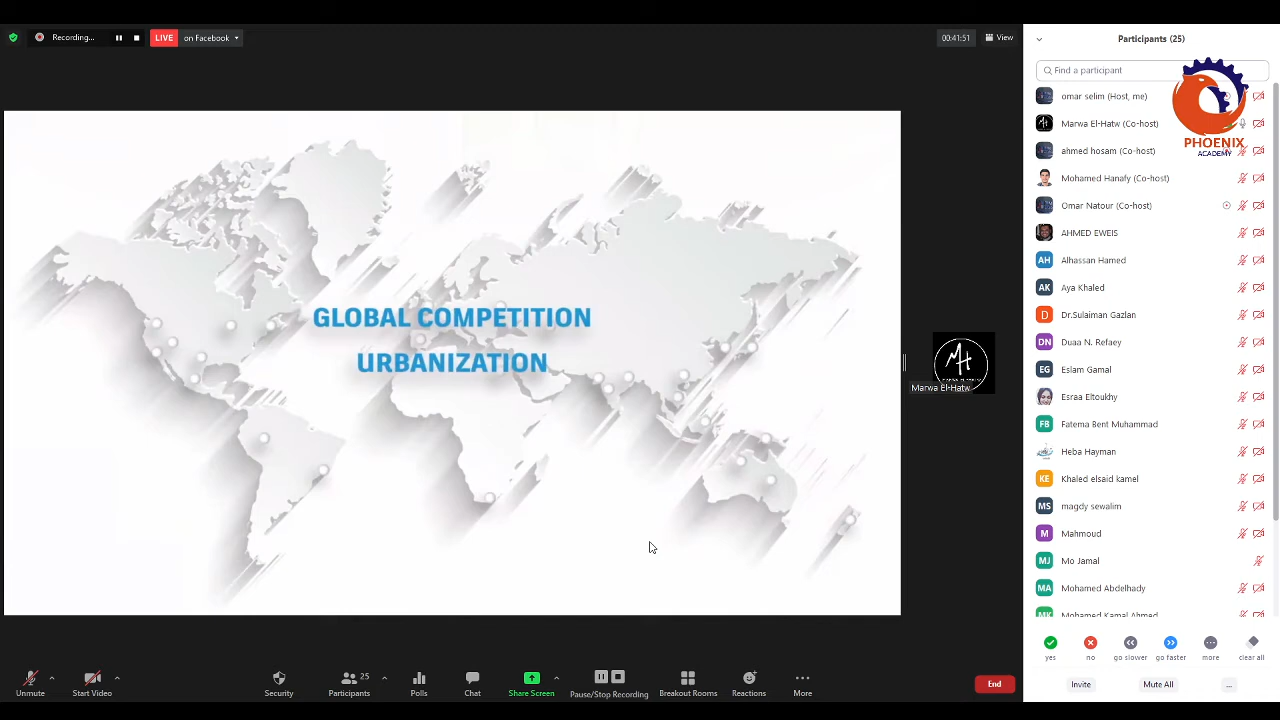 Recording...
LIVE on Facebook
00:41:51
View
GLOBAL COMPETITION
URBANIZATION
Marwa El-Hatw
Participants (25)
Find a participant
PHOENIX
ACADEMY
omar selim (Host, me)
Marwa El-Hatw (Co-host)
ahmed hosam (Co-host)
Mohamed Hanafy (Co-host)
Omar Natour (Co-host)
AHMED EWEIS
AH Alhassan Hamed
AK Aya Khaled
D Dr.Sulaiman Gazlan
DN Duaa N. Refaey
EG Eslam Gamal
Esraa Eltoukhy
FB Fatema Bent Muhammad
Heba Hayman
KE Khaled elsaid kamel
MS magdy sewalim
M Mahmoud
MJ Mo Jamal
MA Mohamed Abdelhady
MK Mohamed Kamal Ahmed
yes
no
go slower
go faster
more
clear all
Invite
Mute All
...
Unmute
Start Video
Security
25
Participants
Polls
Chat
Share Screen
Pause/Stop Recording
Breakout Rooms
Reactions
More
End